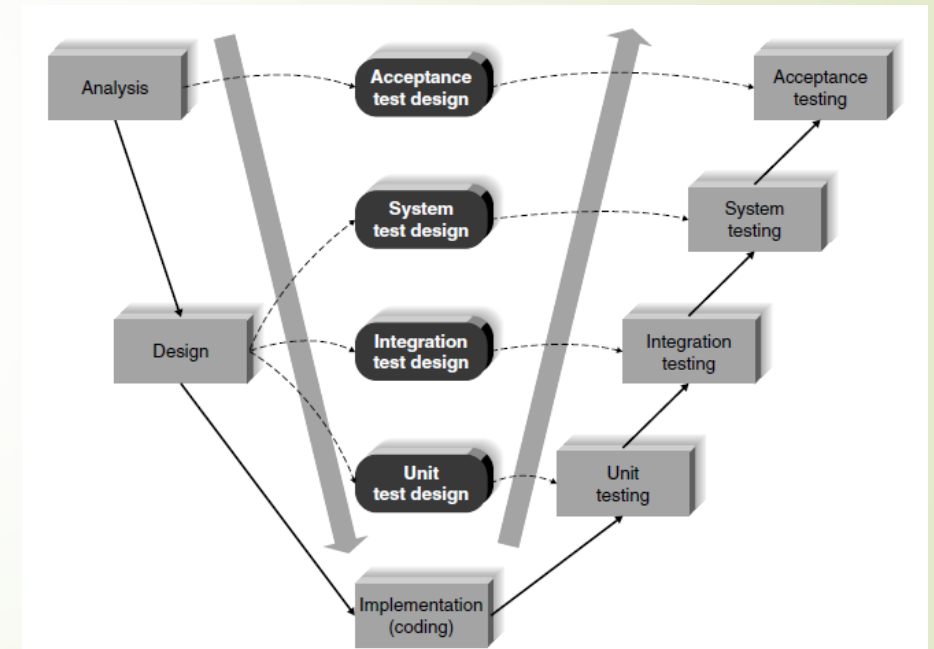 Analysis
Acceptance
test design
Acceptance
testing
System
test design
System
testing
Design
Integration
test design
Integration
testing
Unit
test design
Unit
testing
Implementation
(coding)